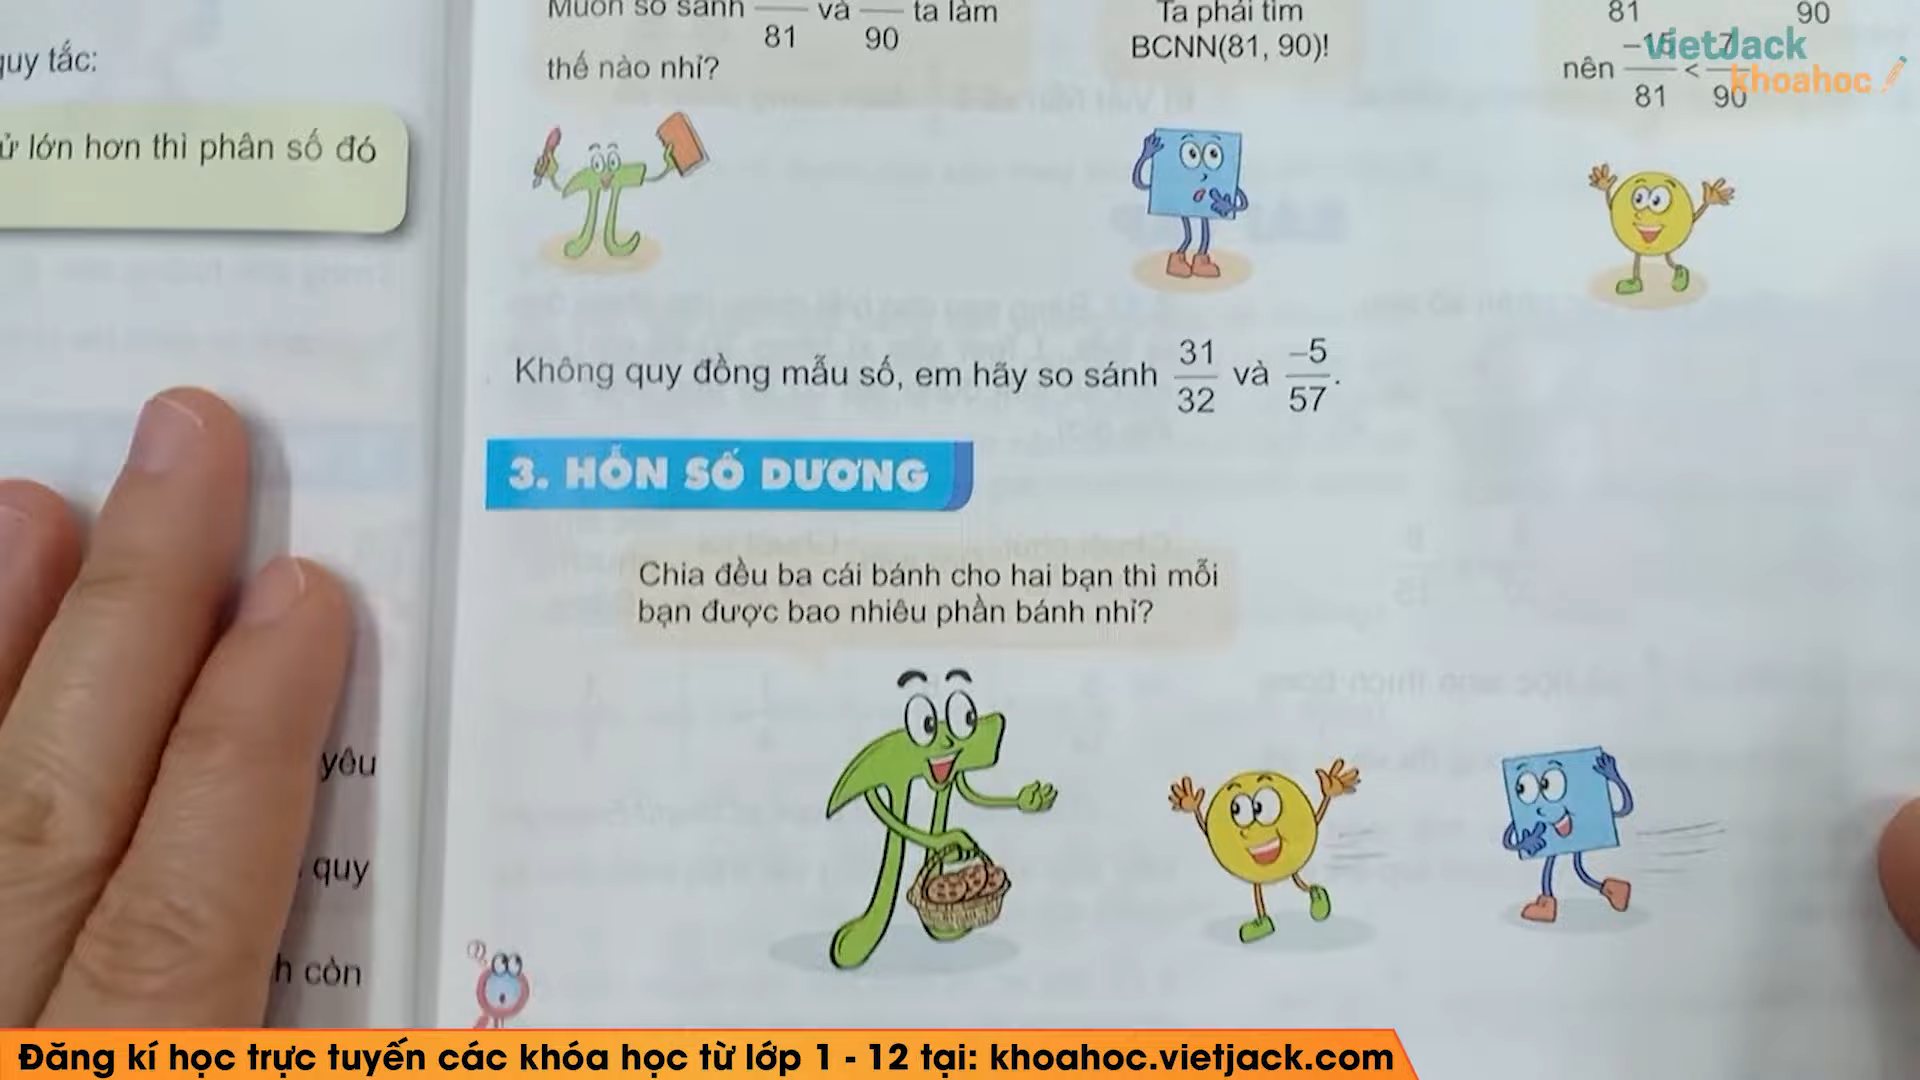 quy tắc:
ử lớn hơn thì phân số đó
yêu
quy
h còn
Muốn so sánh — và — ta làm
81 90
thế nào nhỉ?
Ta phải tìm
BCNN(81, 90)!
81 90
nên -15/81 < 7/90
vietJack
khoahoc
Không quy đồng mẫu số, em hãy so sánh 31/32 và -5/57.
3. HỖN SỐ DƯƠNG
Chia đều ba cái bánh cho hai bạn thì mỗi
bạn được bao nhiêu phần bánh nhỉ?
Đăng kí học trực tuyến các khóa học từ lớp 1 - 12 tại: khoahoc.vietjack.com